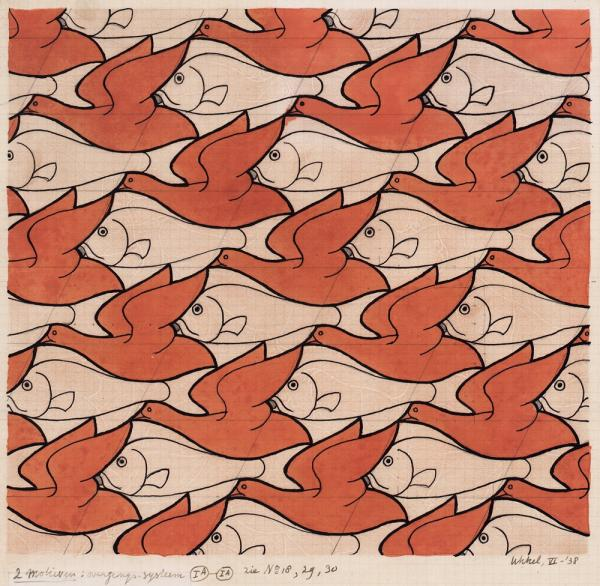 Ukkel, VI-'38
2 motieven: overgangs-systeem IA-IA zie Nº 18, 29, 30